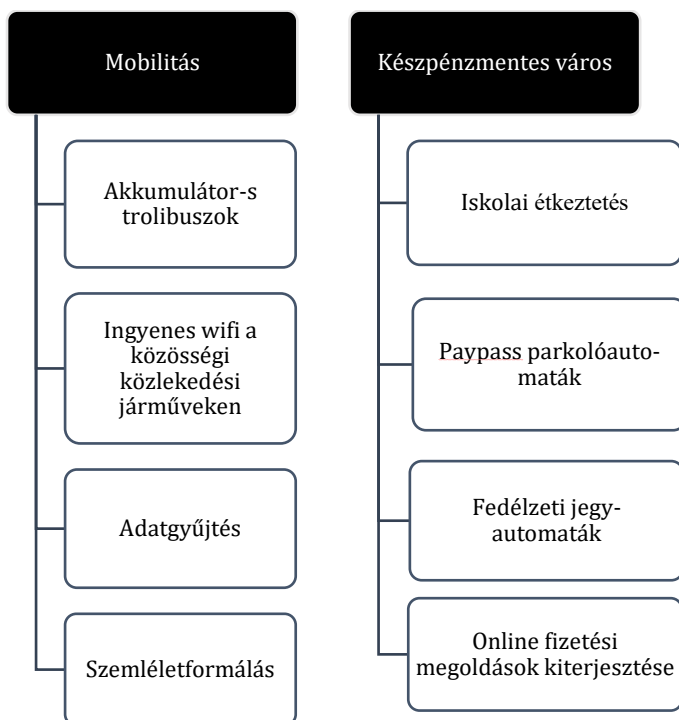 Mobilitás
Akkumulátor-s
trolibuszok
Ingyenes wifi a
közösségi
közlekedési
járműveken
Adatgyűjtés
Szemléletformálás
Készpénzmentes város
Iskolai étkeztetés
Paypass parkolóauto-
maták
Fedélzeti jegy-
automaták
Online fizetési
megoldások kiterjesztése